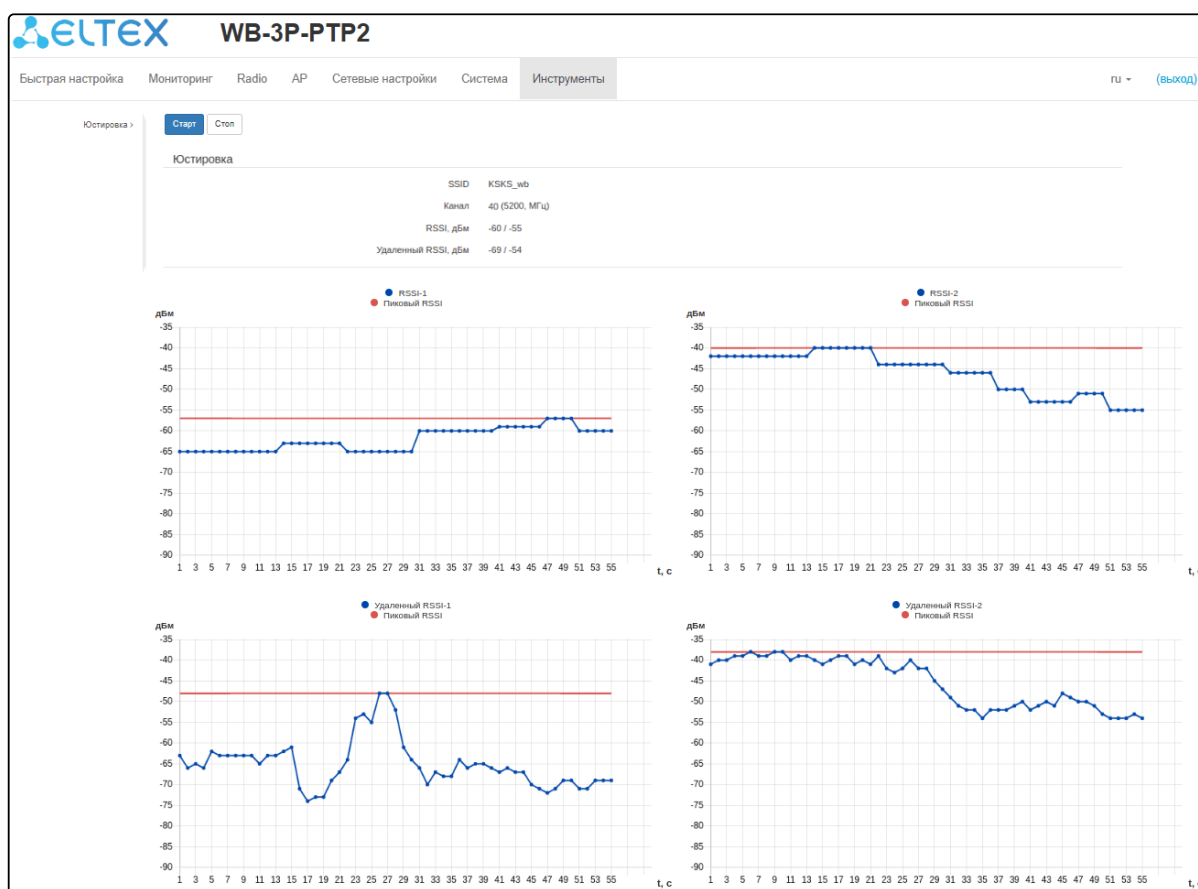 ELTEX WB-3P-PTP2
Быстрая настройка Мониторинг Radio AP Сетевые настройки Система Инструменты ru (выход)
Юстировка > Старт Стоп
Юстировка
SSID KSKS_wb
Канал 40 (5200, МГц)
RSSI, дБм -60 / -55
Удаленный RSSI, дБм -69 / -54
RSSI-1
Пиковый RSSI
дБм
-35
-40
-45
-50
-55
-60
-65
-70
-75
-80
-85
-90
1 3 5 7 9 11 13 15 17 19 21 23 25 27 29 31 33 35 37 39 41 43 45 47 49 51 53 55
t, с
RSSI-2
Пиковый RSSI
дБм
-35
-40
-45
-50
-55
-60
-65
-70
-75
-80
-85
-90
1 3 5 7 9 11 13 15 17 19 21 23 25 27 29 31 33 35 37 39 41 43 45 47 49 51 53 55
t,
Удаленный RSSI-1
Пиковый RSSI
дБм
-35
-40
-45
-50
-55
-60
-65
-70
-75
-80
-85
-90
1 3 5 7 9 11 13 15 17 19 21 23 25 27 29 31 33 35 37 39 41 43 45 47 49 51 53 55
t, с
Удаленный RSSI-2
Пиковый RSSI
дБм
-35
-40
-45
-50
-55
-60
-65
-70
-75
-80
-85
-90
1 3 5 7 9 11 13 15 17 19 21 23 25 27 29 31 33 35 37 39 41 43 45 47 49 51 53 55
t,